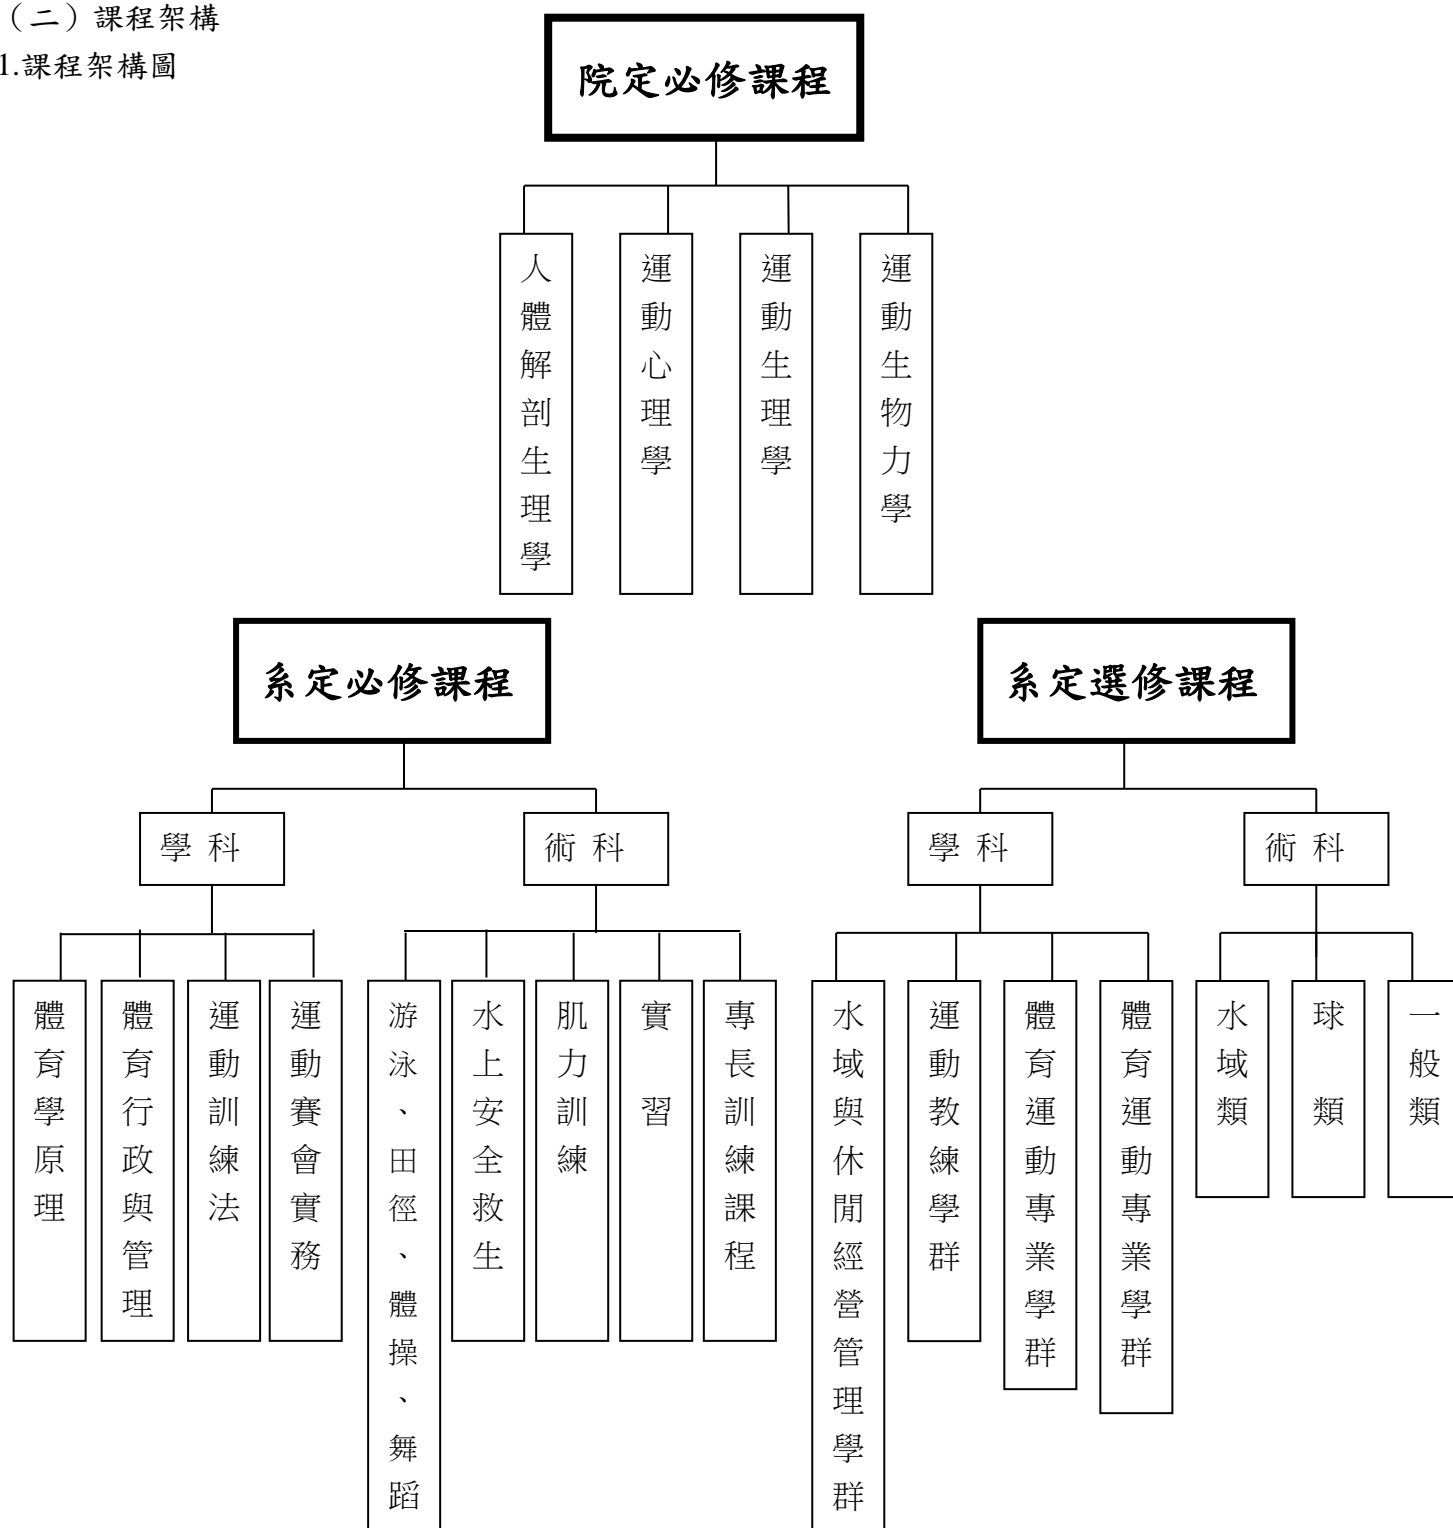 （二）課程架構
1.課程架構圖
院定必修課程
人體解剖生理學
運動心理學
運動生理學
運動生物力學
系定必修課程
學科
體育學原理
體育行政與管理
運動訓練法
運動賽會實務
術科
游泳、田徑、體操、舞蹈
水上安全救生
肌力訓練
實習
專長訓練課程
系定選修課程
學科
水域與休閒經營管理學群
運動教練學群
體育運動專業學群
體育運動專業學群
術科
水域類
球類
一般類